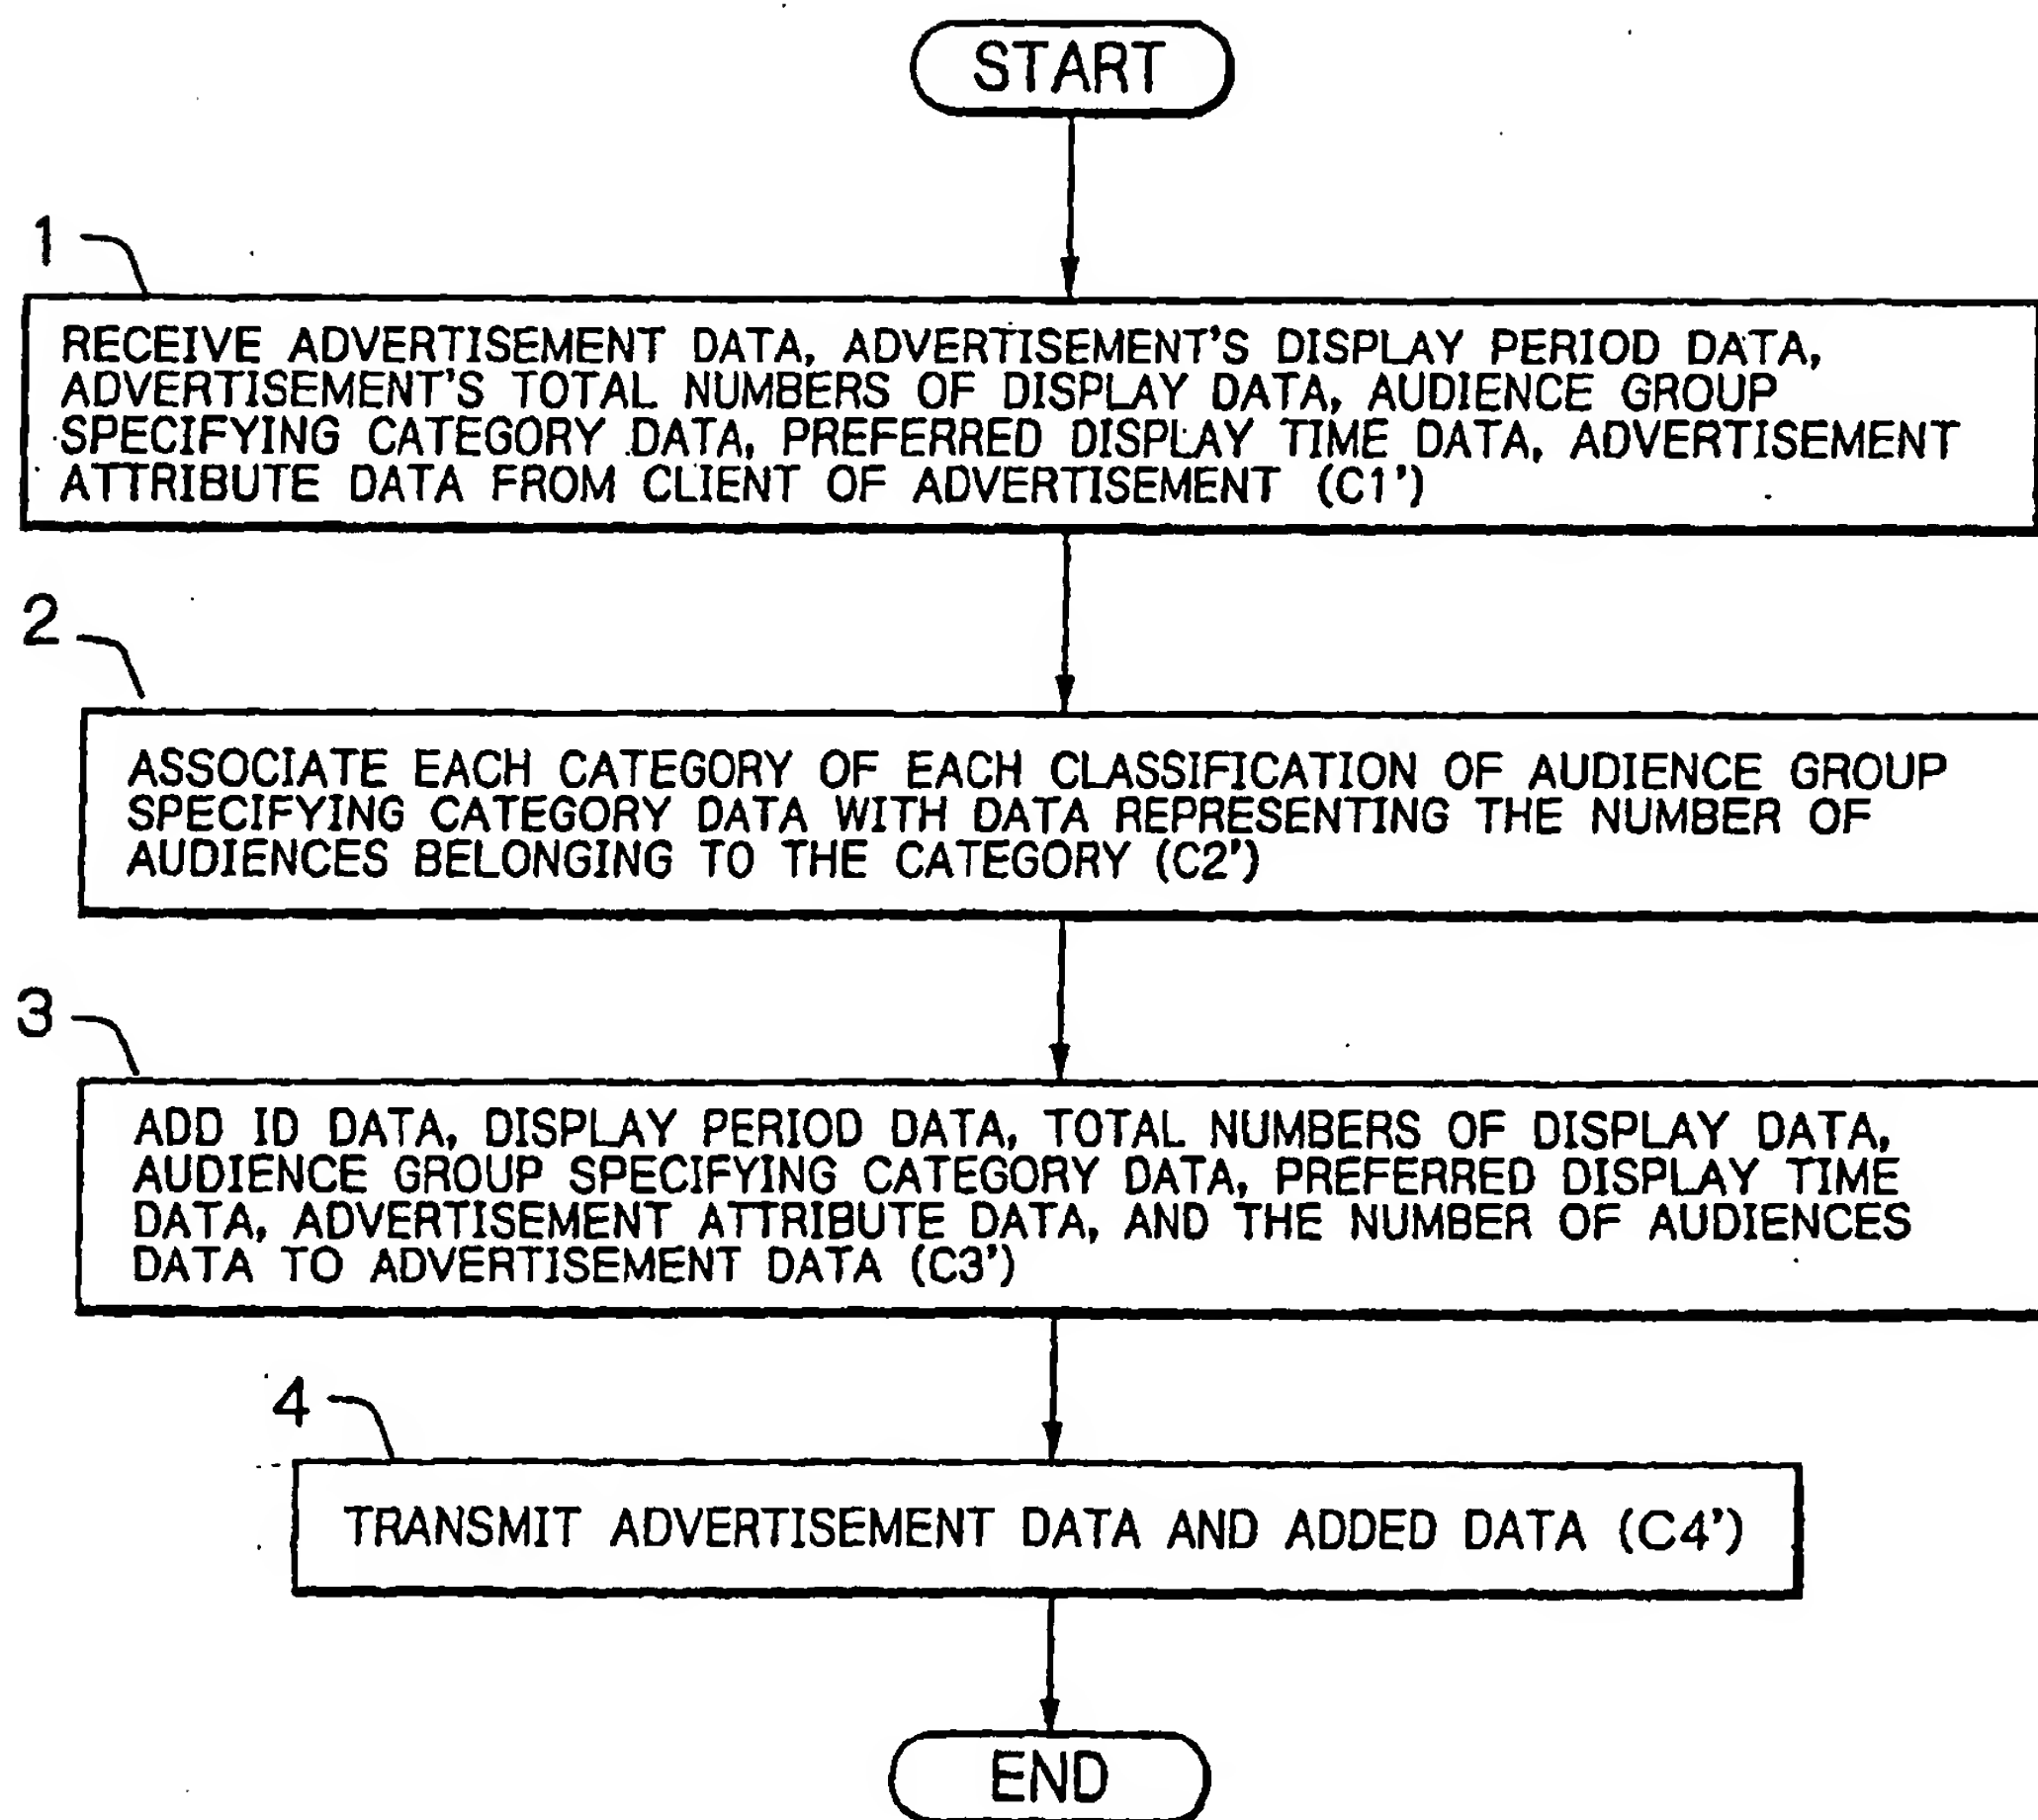 START
1
RECEIVE ADVERTISEMENT DATA, ADVERTISEMENT'S DISPLAY PERIOD DATA,
ADVERTISEMENT'S TOTAL NUMBERS OF DISPLAY DATA, AUDIENCE GROUP
SPECIFYING CATEGORY DATA, PREFERRED DISPLAY TIME DATA, ADVERTISEMENT
ATTRIBUTE DATA FROM CLIENT OF ADVERTISEMENT (C1')
2
ASSOCIATE EACH CATEGORY OF EACH CLASSIFICATION OF AUDIENCE GROUP
SPECIFYING CATEGORY DATA WITH DATA REPRESENTING THE NUMBER OF
AUDIENCES BELONGING TO THE CATEGORY (C2')
3
ADD ID DATA, DISPLAY PERIOD DATA, TOTAL NUMBERS OF DISPLAY DATA,
AUDIENCE GROUP SPECIFYING CATEGORY DATA, PREFERRED DISPLAY TIME
DATA, ADVERTISEMENT ATTRIBUTE DATA, AND THE NUMBER OF AUDIENCES
DATA TO ADVERTISEMENT DATA (C3')
4
TRANSMIT ADVERTISEMENT DATA AND ADDED DATA (C4')
END